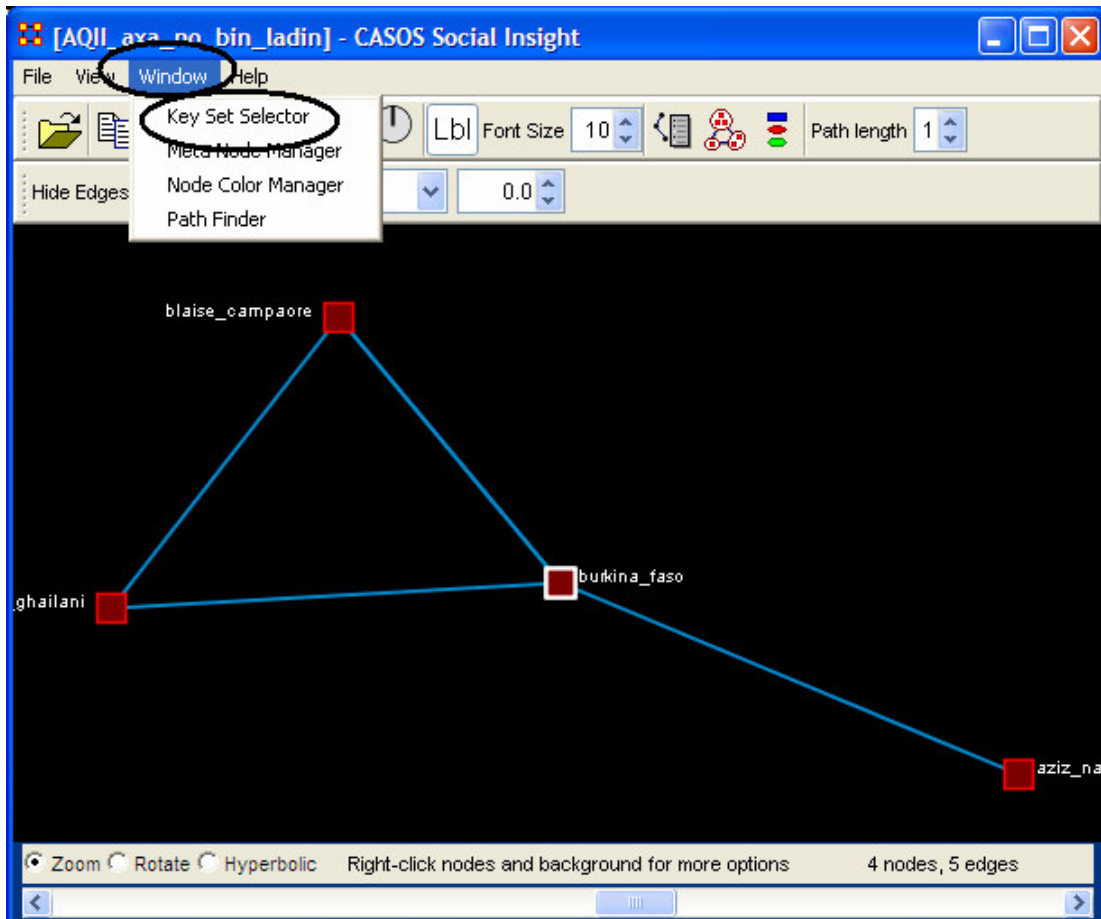 [AQII_axa_no_bin_ladin] - CASOS Social Insight
File View Window Help
Key Set Selector
Lbl Font Size 10 Path length 1
Meta Node Manager
Hide Edges Node Color Manager 0.0
Path Finder
blaise_campaore
burkina_faso
_ghailani
aziz_na
Zoom Rotate Hyperbolic Right-click nodes and background for more options 4 nodes, 5 edges